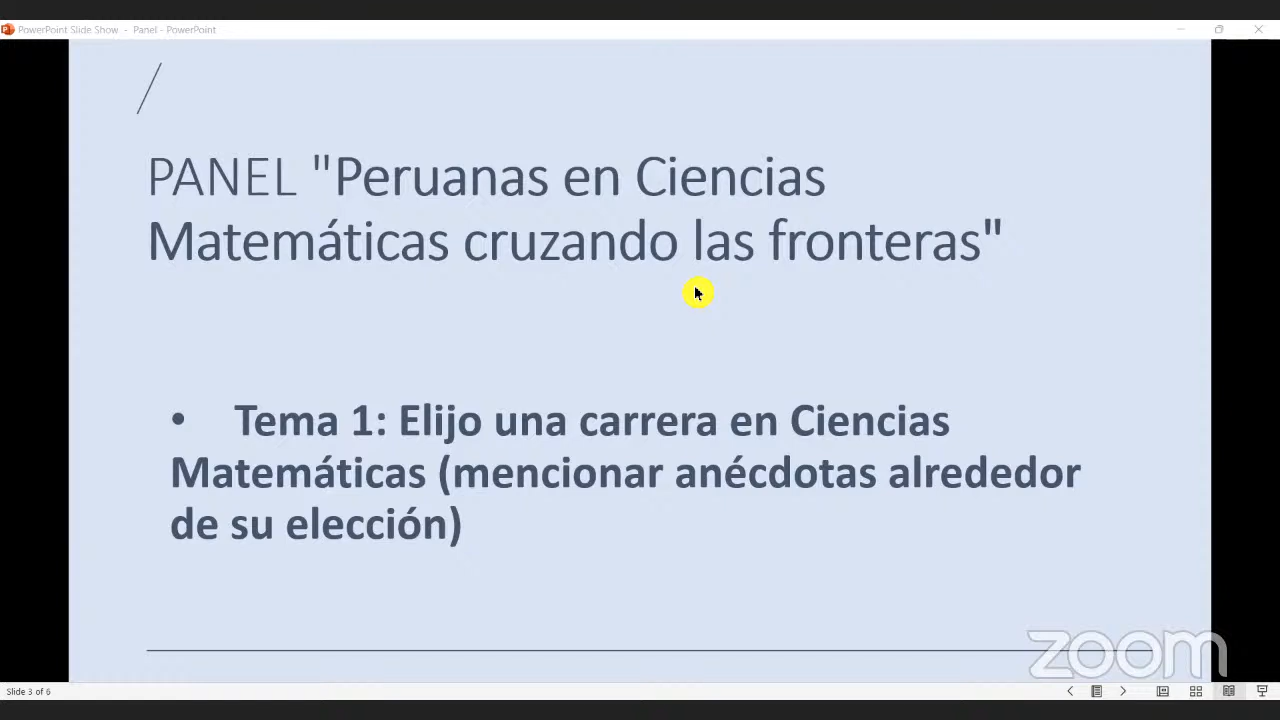 PowerPoint Slide Show - Panel - PowerPoint
PANEL "Peruanas en Ciencias
Matemáticas cruzando las fronteras"
• Tema 1: Elijo una carrera en Ciencias
Matemáticas (mencionar anécdotas alrededor
de su elección)
zoom
Slide 3 of 6